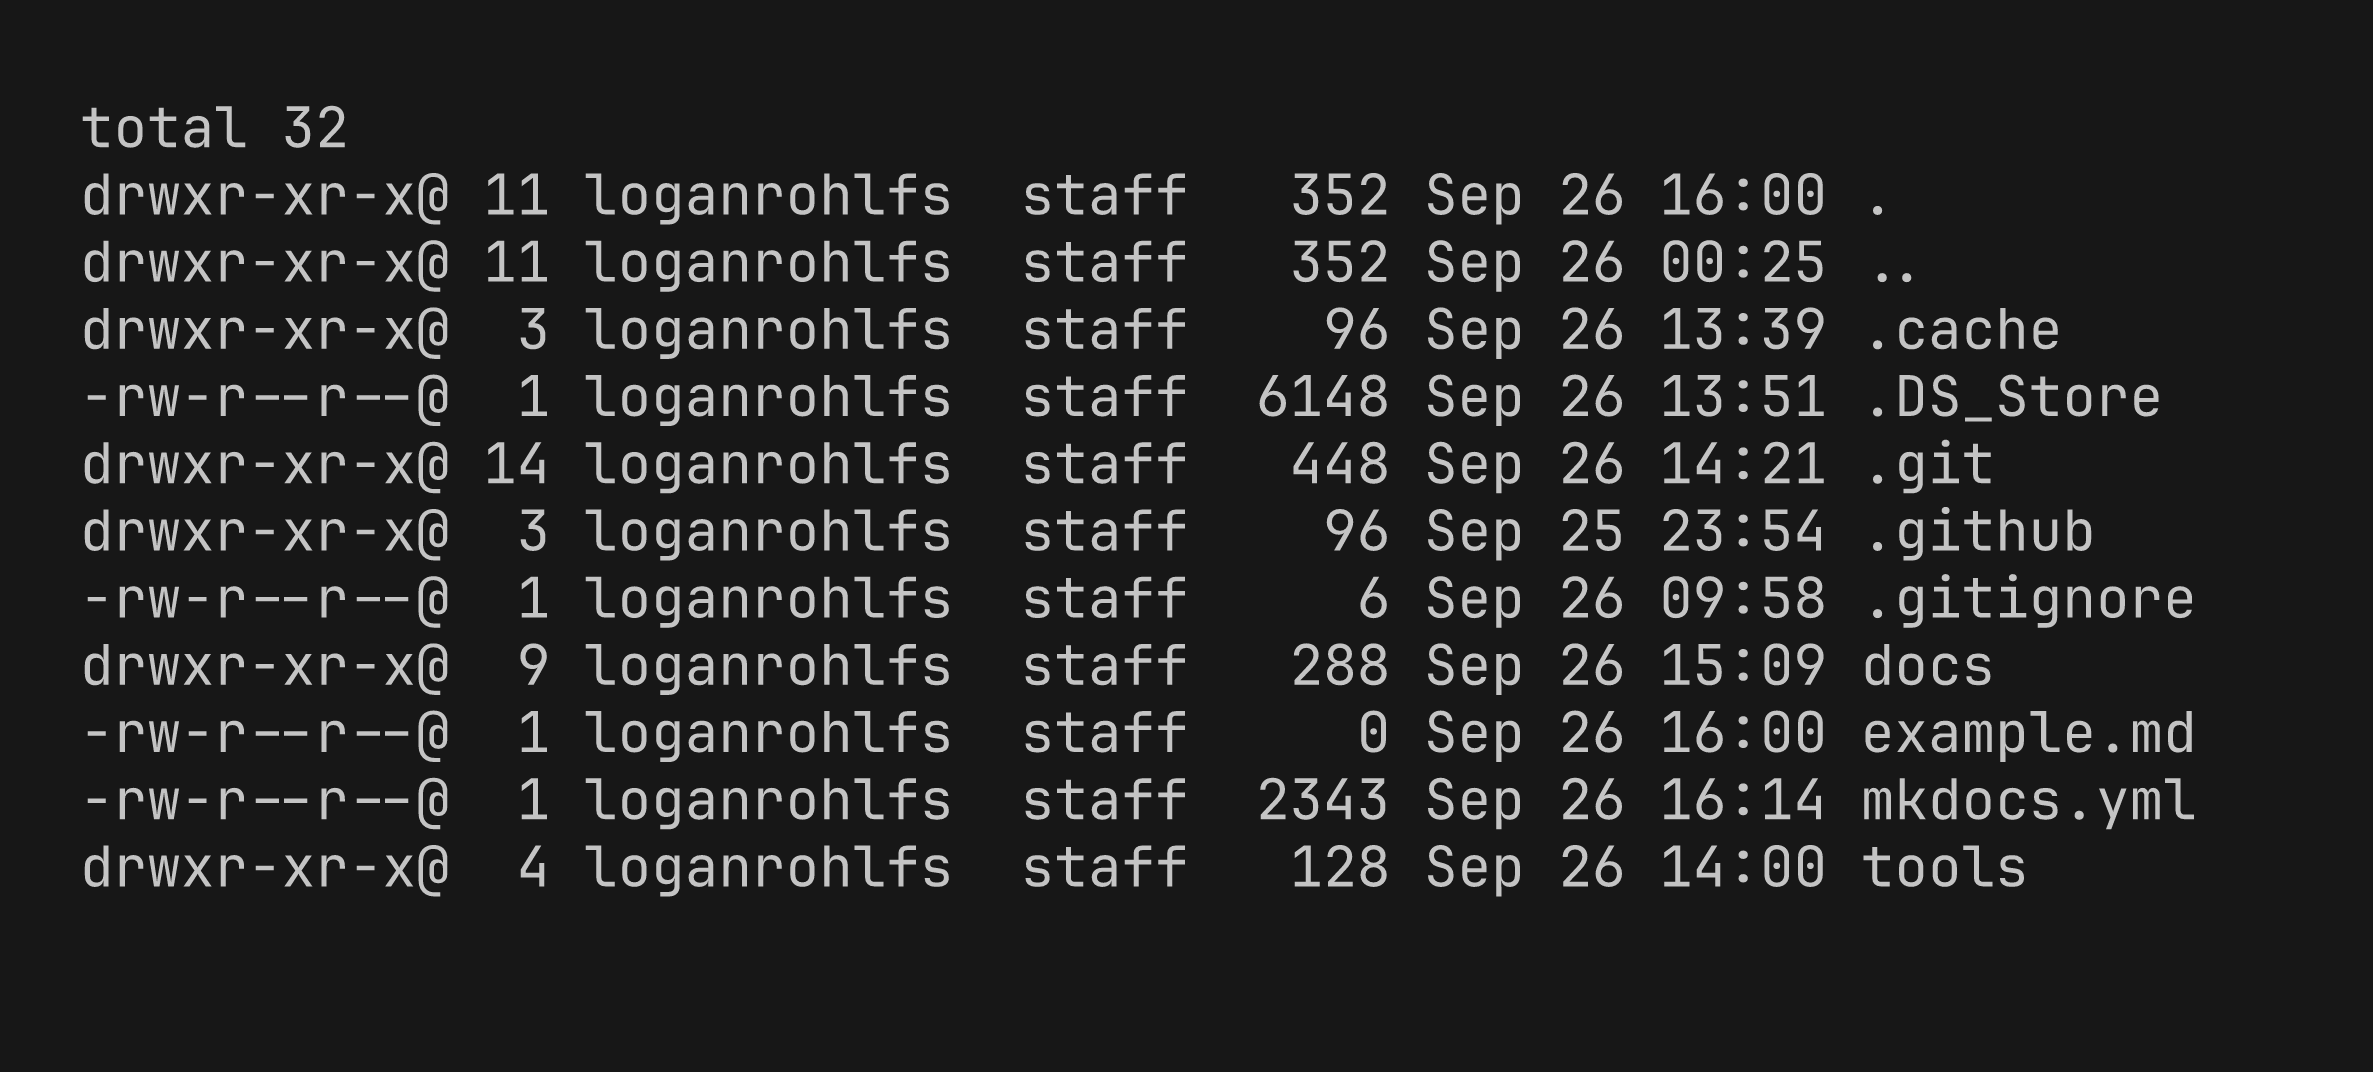 total 32
drwxr-xr-x@ 11 loganrohlfs  staff   352 Sep 26 16:00 .
drwxr-xr-x@ 11 loganrohlfs  staff   352 Sep 26 00:25 ..
drwxr-xr-x@  3 loganrohlfs  staff    96 Sep 26 13:39 .cache
-rw-r--r--@  1 loganrohlfs  staff  6148 Sep 26 13:51 .DS_Store
drwxr-xr-x@ 14 loganrohlfs  staff   448 Sep 26 14:21 .git
drwxr-xr-x@  3 loganrohlfs  staff    96 Sep 25 23:54 .github
-rw-r--r--@  1 loganrohlfs  staff     6 Sep 26 09:58 .gitignore
drwxr-xr-x@  9 loganrohlfs  staff   288 Sep 26 15:09 docs
-rw-r--r--@  1 loganrohlfs  staff     0 Sep 26 16:00 example.md
-rw-r--r--@  1 loganrohlfs  staff  2343 Sep 26 16:14 mkdocs.yml
drwxr-xr-x@  4 loganrohlfs  staff   128 Sep 26 14:00 tools